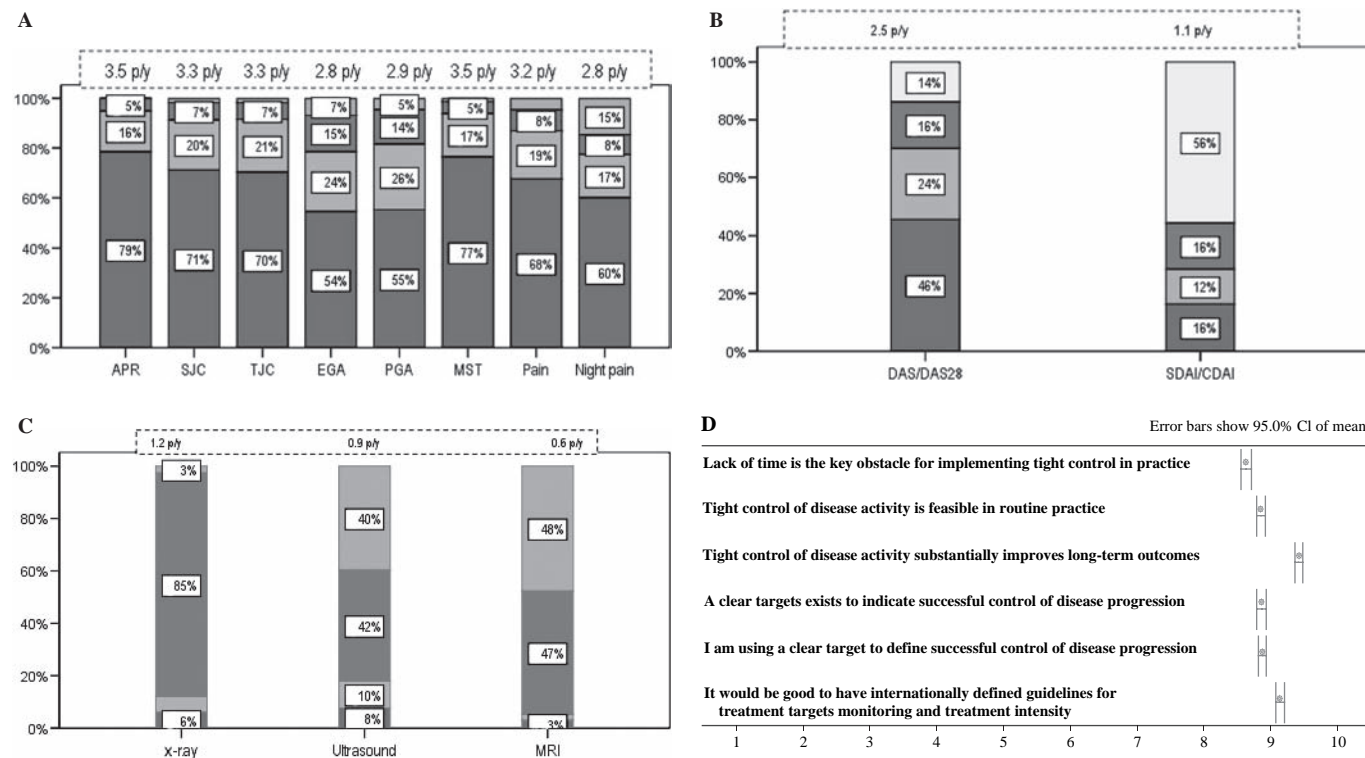 A
3.5 p/y 3.3 p/y 3.3 p/y 2.8 p/y 2.9 p/y 3.5 p/y 3.2 p/y 2.8 p/y
100%
80%
60%
40%
20%
0%
5% 7% 7% 7% 5% 5% 8% 15%
16% 20% 21% 15% 14% 17% 19% 8%
24% 26% 17%
79% 71% 70% 54% 55% 77% 68% 60%
APR SJC TJC EGA PGA MST Pain Night pain
B
2.5 p/y 1.1 p/y
100%
80%
60%
40%
20%
0%
14% 56%
16% 16%
24% 12%
46% 16%
DAS/DAS28 SDAI/CDAI
C
1.2 p/y 0.9 p/y 0.6 p/y
100%
80%
60%
40%
20%
0%
3% 40% 48%
85% 42% 47%
10%
6% 8% 3%
x-ray Ultrasound MRI
D
Error bars show 95.0% Cl of mean
Lack of time is the key obstacle for implementing tight control in practice
Tight control of disease activity is feasible in routine practice
Tight control of disease activity substantially improves long-term outcomes
A clear targets exists to indicate successful control of disease progression
I am using a clear target to define successful control of disease progression
It would be good to have internationally defined guidelines for
treatment targets monitoring and treatment intensity
1 2 3 4 5 6 7 8 9 10